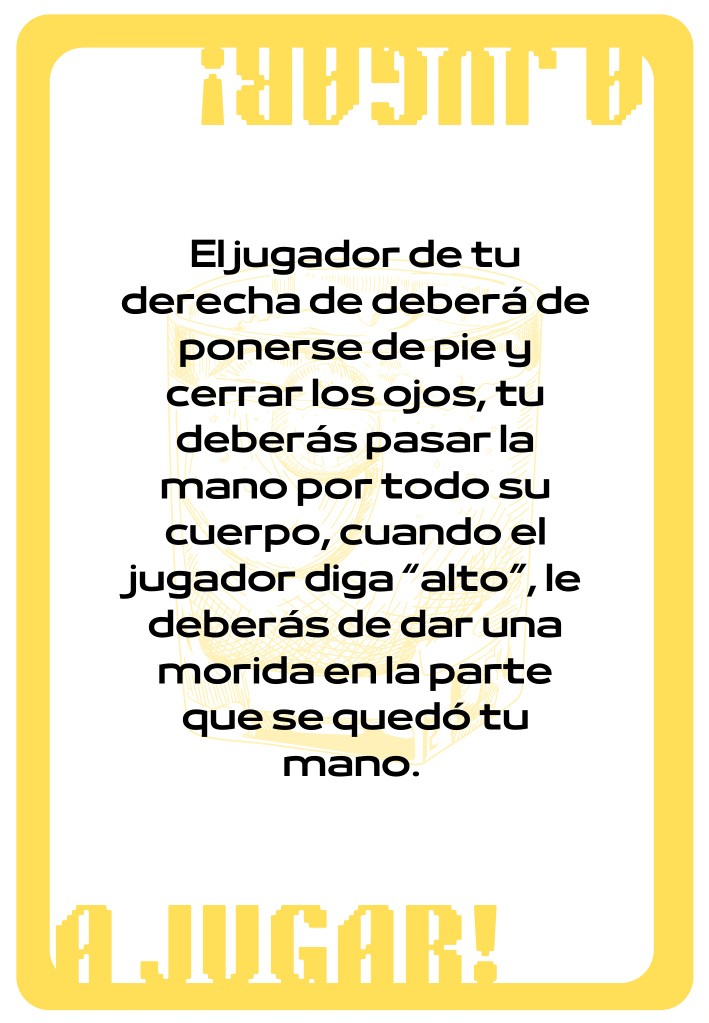 A JUGAR!
El jugador de tu
derecha de deberá de
ponerse de pie y
cerrar los ojos, tu
deberás pasar la
mano por todo su
cuerpo, cuando el
jugador diga “alto”, le
deberás de dar una
morida en la parte
que se quedó tu
mano.
A JUGAR!